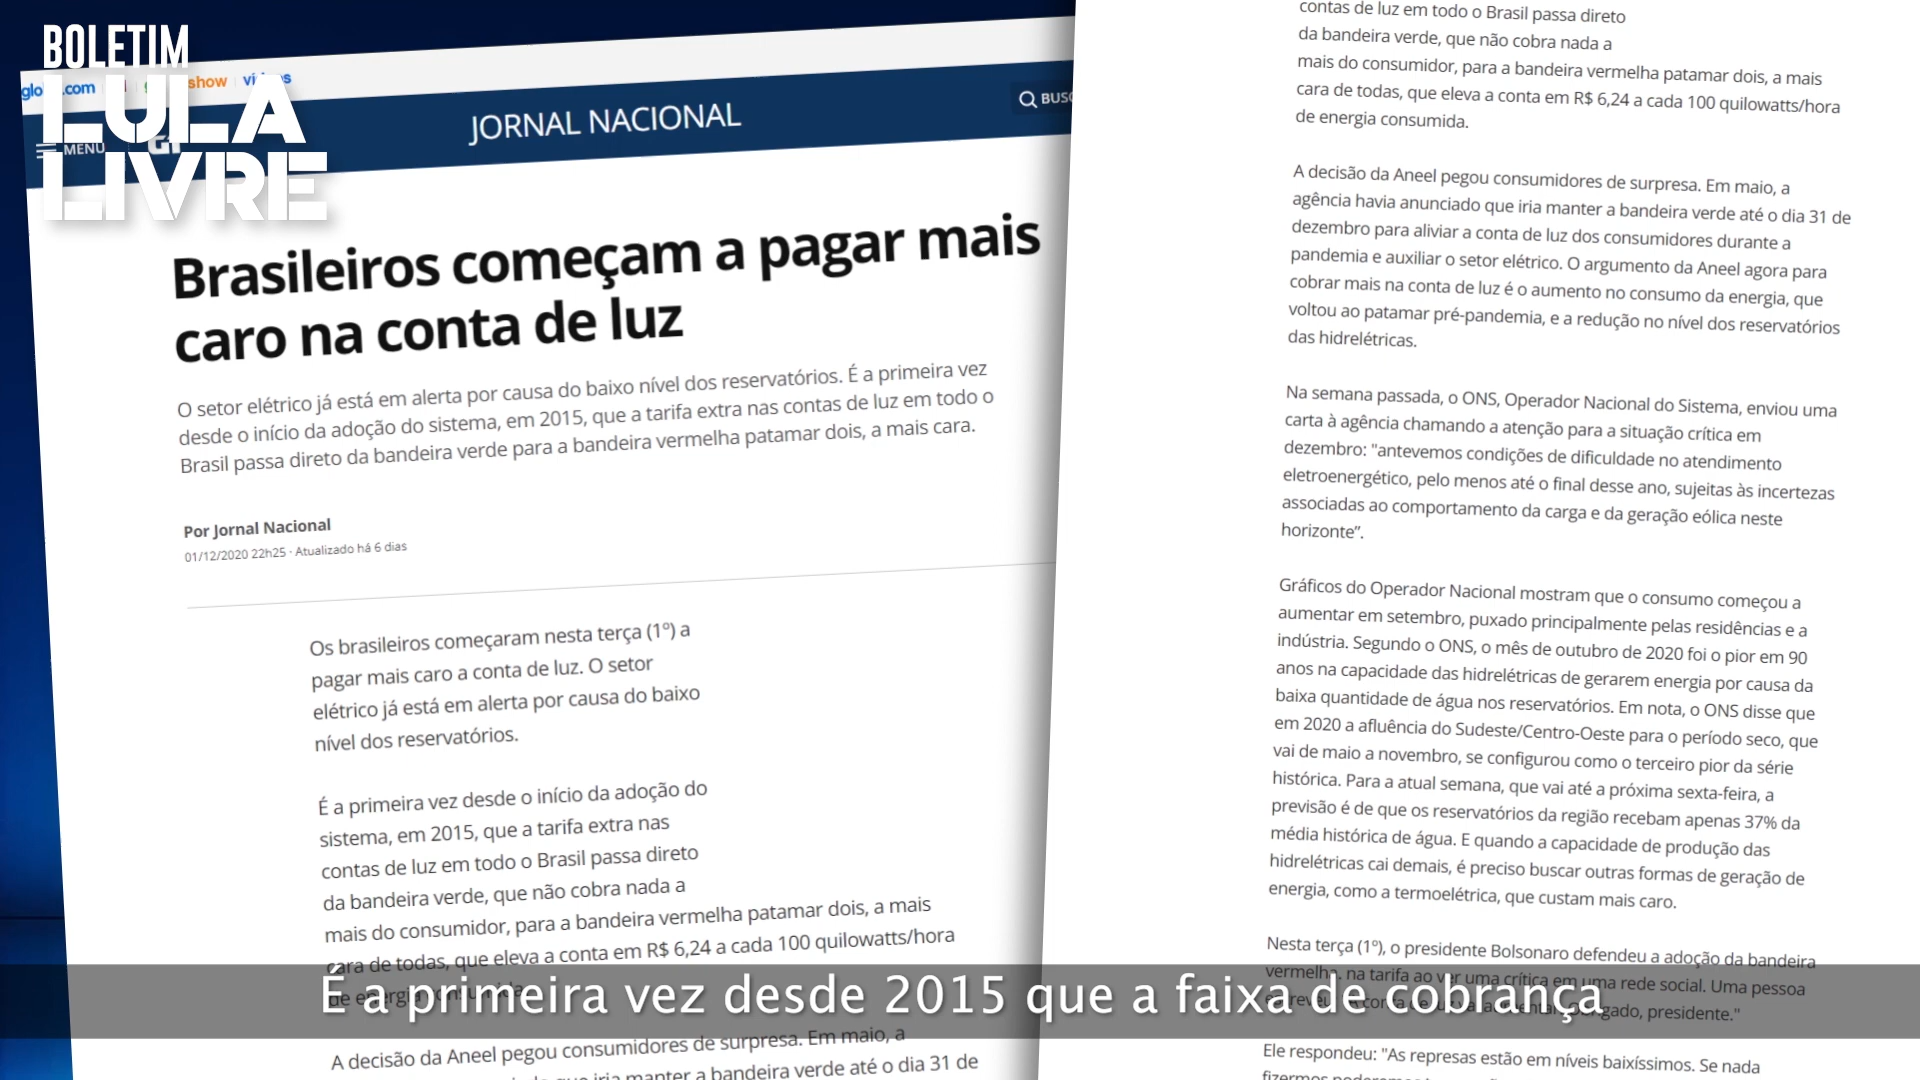 BOLETIM
LULA
LIVRE
show
vídeos
MENU
JORNAL NACIONAL
Brasileiros começam a pagar mais
caro na conta de luz
O setor elétrico já está em alerta por causa do baixo nível dos reservatórios. É a primeira vez
desde o início da adoção do sistema, em 2015, que a tarifa extra nas contas de luz em todo o
Brasil passa direto da bandeira verde para a bandeira vermelha patamar dois, a mais cara.
Por Jornal Nacional
01/12/2020 22h25 · Atualizado há 6 dias
Os brasileiros começaram nesta terça (1º) a
pagar mais caro a conta de luz. O setor
elétrico já está em alerta por causa do baixo
nível dos reservatórios.
É a primeira vez desde o início da adoção do
sistema, em 2015, que a tarifa extra nas
contas de luz em todo o Brasil passa direto
da bandeira verde, que não cobra nada a
mais do consumidor, para a bandeira vermelha patamar dois, a mais
cara de todas, que eleva a conta em R$ 6,24 a cada 100 quilowatts/hora
de energia
A decisão da Aneel pegou consumidores de surpresa. Em maio, a
que iria manter a bandeira verde até o dia 31 de
contas de luz em todo o Brasil passa direto
da bandeira verde, que não cobra nada a
mais do consumidor, para a bandeira vermelha patamar dois, a mais
cara de todas, que eleva a conta em R$ 6,24 a cada 100 quilowatts/hora
de energia consumida.
A decisão da Aneel pegou consumidores de surpresa. Em maio, a
agência havia anunciado que iria manter a bandeira verde até o dia 31 de
dezembro para aliviar a conta de luz dos consumidores durante a
pandemia e auxiliar o setor elétrico. O argumento da Aneel agora para
cobrar mais na conta de luz é o aumento no consumo da energia, que
voltou ao patamar pré-pandemia, e a redução no nível dos reservatórios
das hidrelétricas.
Na semana passada, o ONS, Operador Nacional do Sistema, enviou uma
carta à agência chamando a atenção para a situação crítica em
dezembro: "antevemos condições de dificuldade no atendimento
eletroenergético, pelo menos até o final desse ano, sujeitas às incertezas
associadas ao comportamento da carga e da geração eólica neste
horizonte”.
Gráficos do Operador Nacional mostram que o consumo começou a
aumentar em setembro, puxado principalmente pelas residências e a
indústria. Segundo o ONS, o mês de outubro de 2020 foi o pior em 90
anos na capacidade das hidrelétricas de gerarem energia por causa da
baixa quantidade de água nos reservatórios. Em nota, o ONS disse que
em 2020 a afluência do Sudeste/Centro-Oeste para o período seco, que
vai de maio a novembro, se configurou como o terceiro pior da série
histórica. Para a atual semana, que vai até a próxima sexta-feira, a
previsão é de que os reservatórios da região recebam apenas 37% da
média histórica de água. E quando a capacidade de produção das
hidrelétricas cai demais, é preciso buscar outras formas de geração de
energia, como a termoelétrica, que custam mais caro.
Nesta terça (1º), o presidente Bolsonaro defendeu a adoção da bandeira
vermelha, na tarifa ao ver uma crítica em uma rede social. Uma pessoa
presidente."
Ele respondeu: "As represas estão em níveis baixíssimos. Se nada
É a primeira vez desde 2015 que a faixa de cobrança